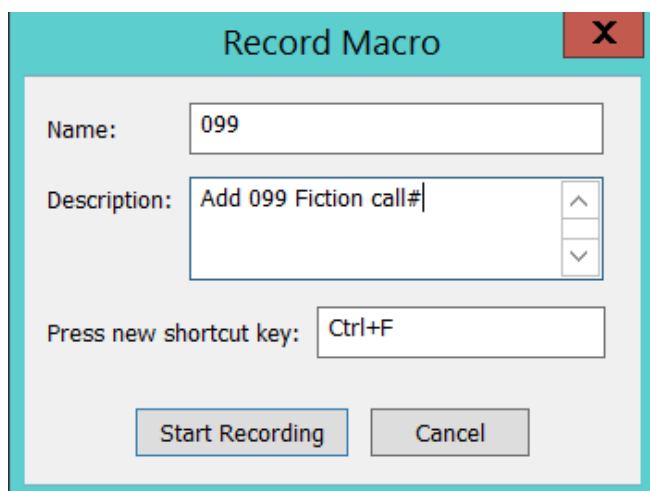 Record Macro
X
Name: 099
Description: Add 099 Fiction call#
Press new shortcut key: Ctrl+F
Start Recording Cancel